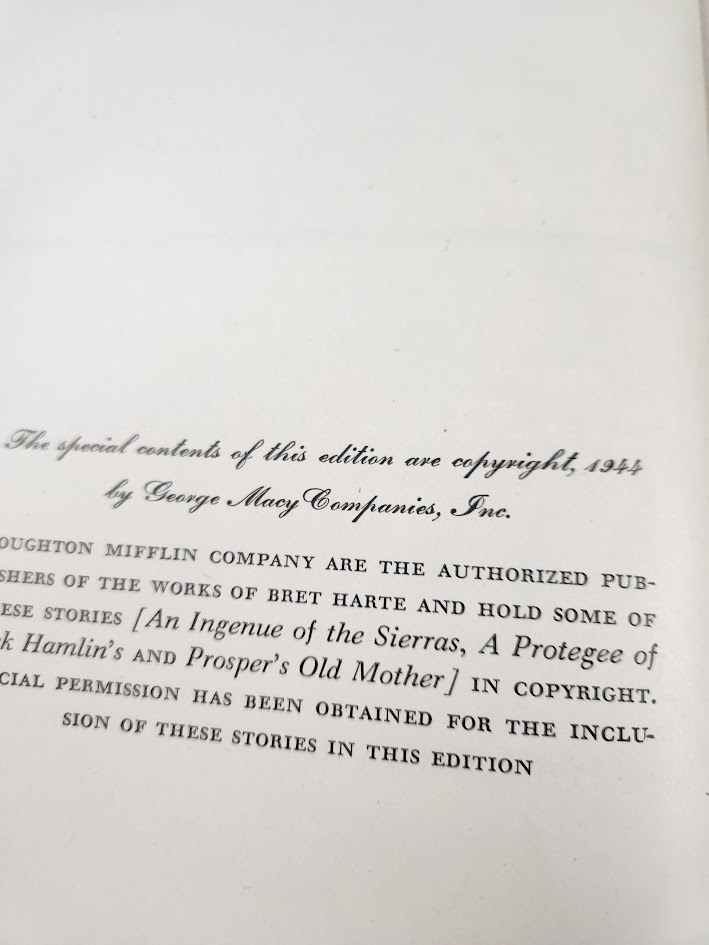 The special contents of this edition are copyright, 1944
by George Macy Companies, Inc.
OUGHTON MIFFLIN COMPANY ARE THE AUTHORIZED PUB-
SHERS OF THE WORKS OF BRET HARTE AND HOLD SOME OF
ESE STORIES [An Ingenue of the Sierras, A Protegee of
k Hamlin's AND Prosper's Old Mother] IN COPYRIGHT.
CIAL PERMISSION HAS BEEN OBTAINED FOR THE INCLU-
SION OF THESE STORIES IN THIS EDITION